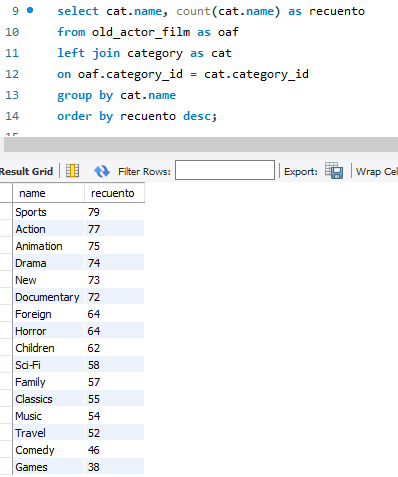 9 select cat.name, count(cat.name) as recuento
10 from old_actor_film as oaf
11 left join category as cat
12 on oaf.category_id = cat.category_id
13 group by cat.name
14 order by recuento desc;
Result Grid Filter Rows: Export: Wrap Cel
name recuento
Sports 79
Action 77
Animation 75
Drama 74
New 73
Documentary 72
Foreign 64
Horror 64
Children 62
Sci-Fi 58
Family 57
Classics 55
Music 54
Travel 52
Comedy 46
Games 38